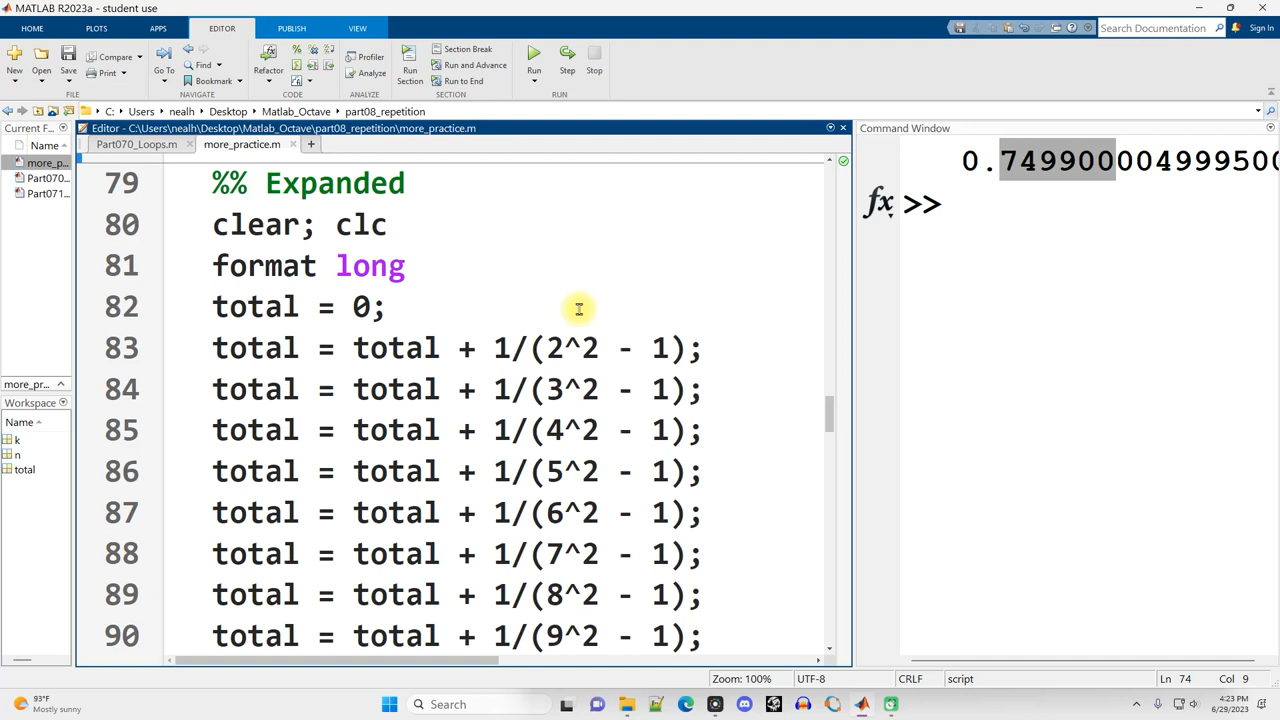 MATLAB R2023a - student use
HOME PLOTS APPS EDITOR PUBLISH VIEW Search Documentation Sign In
New Open Save Compare Print Go To Find Bookmark Refactor Profiler Analyze Run Section Section Break Run and Advance Run to End Run Step Stop
FILE NAVIGATE CODE ANALYZE SECTION RUN
C: Users nealh Desktop Matlab_Octave part08_repetition
Current F...
Name
more_p...
Part070...
Part071...
more_pr...
Workspace
Name
k
n
total
Editor - C:\Users\nealh\Desktop\Matlab_Octave\part08_repetition\more_practice.m
Part070_Loops.m more_practice.m
79 %% Expanded
80 clear; clc
81 format long
82 total = 0;
83 total = total + 1/(2^2 - 1);
84 total = total + 1/(3^2 - 1);
85 total = total + 1/(4^2 - 1);
86 total = total + 1/(5^2 - 1);
87 total = total + 1/(6^2 - 1);
88 total = total + 1/(7^2 - 1);
89 total = total + 1/(8^2 - 1);
90 total = total + 1/(9^2 - 1);
Command Window
0.749900004999500
fx >>
Zoom: 100% UTF-8 CRLF script Ln 74 Col 9
93°F
Mostly sunny
Search
4:23 PM
6/29/2023